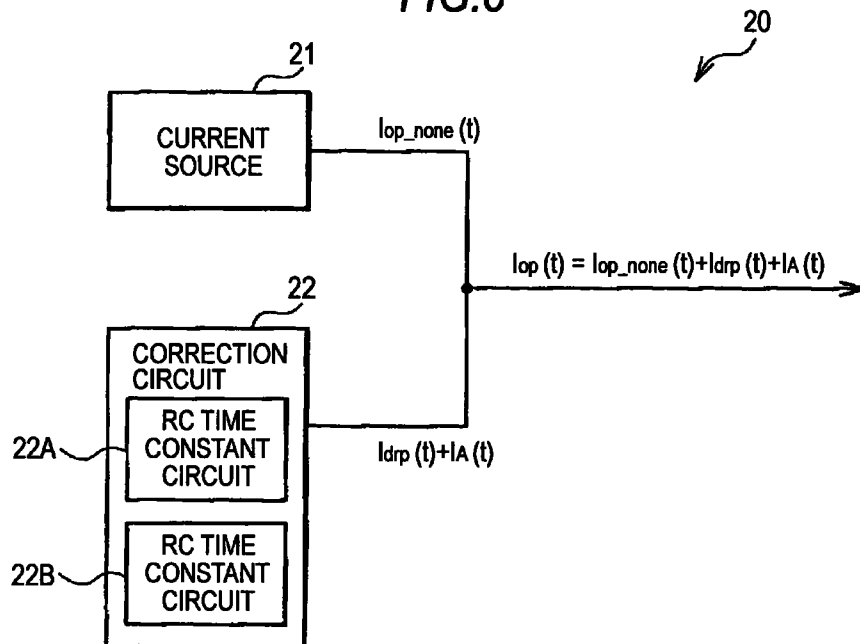 20
21
CURRENT
SOURCE
Iop_none (t)
Iop (t) = Iop_none (t)+Idrp (t)+IA (t)
22
CORRECTION
CIRCUIT
22A
RC TIME
CONSTANT
CIRCUIT
Idrp (t)+IA (t)
22B
RC TIME
CONSTANT
CIRCUIT